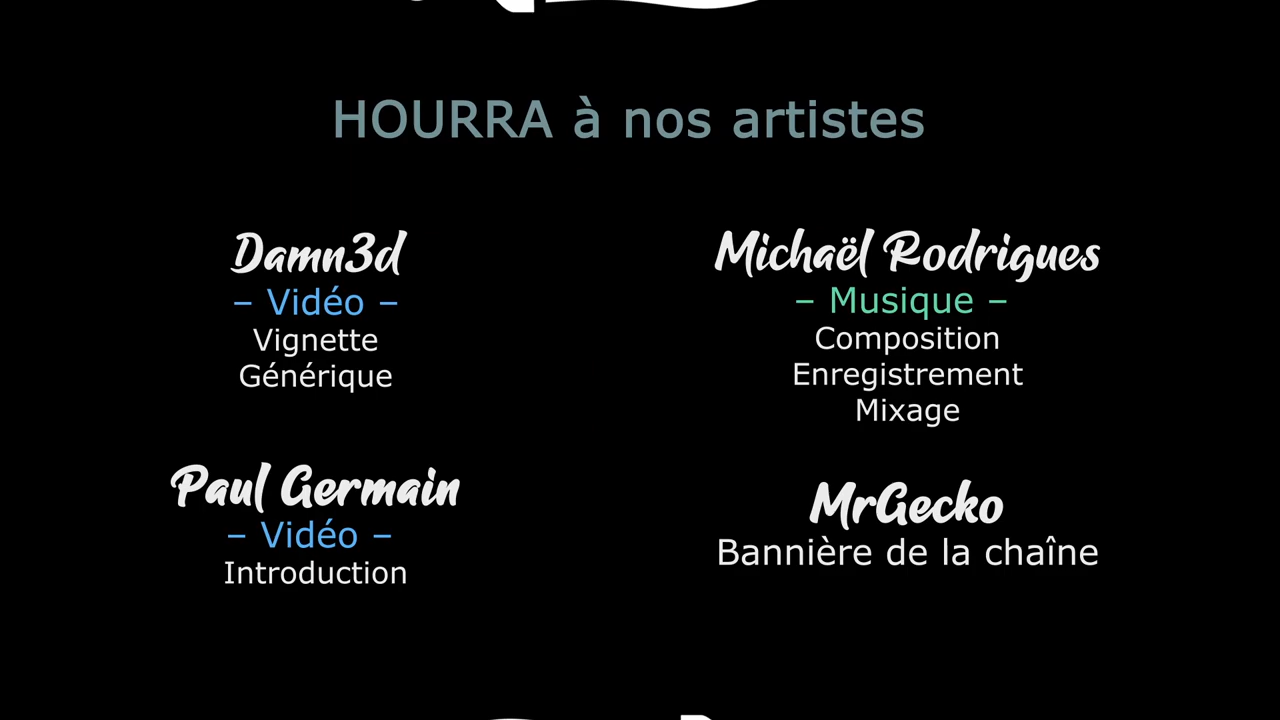 HOURRA à nos artistes
Damn3d
– Vidéo –
Vignette
Générique
Paul Germain
– Vidéo –
Introduction
Michaël Rodrigues
– Musique –
Composition
Enregistrement
Mixage
MrGecko
Bannière de la chaîne